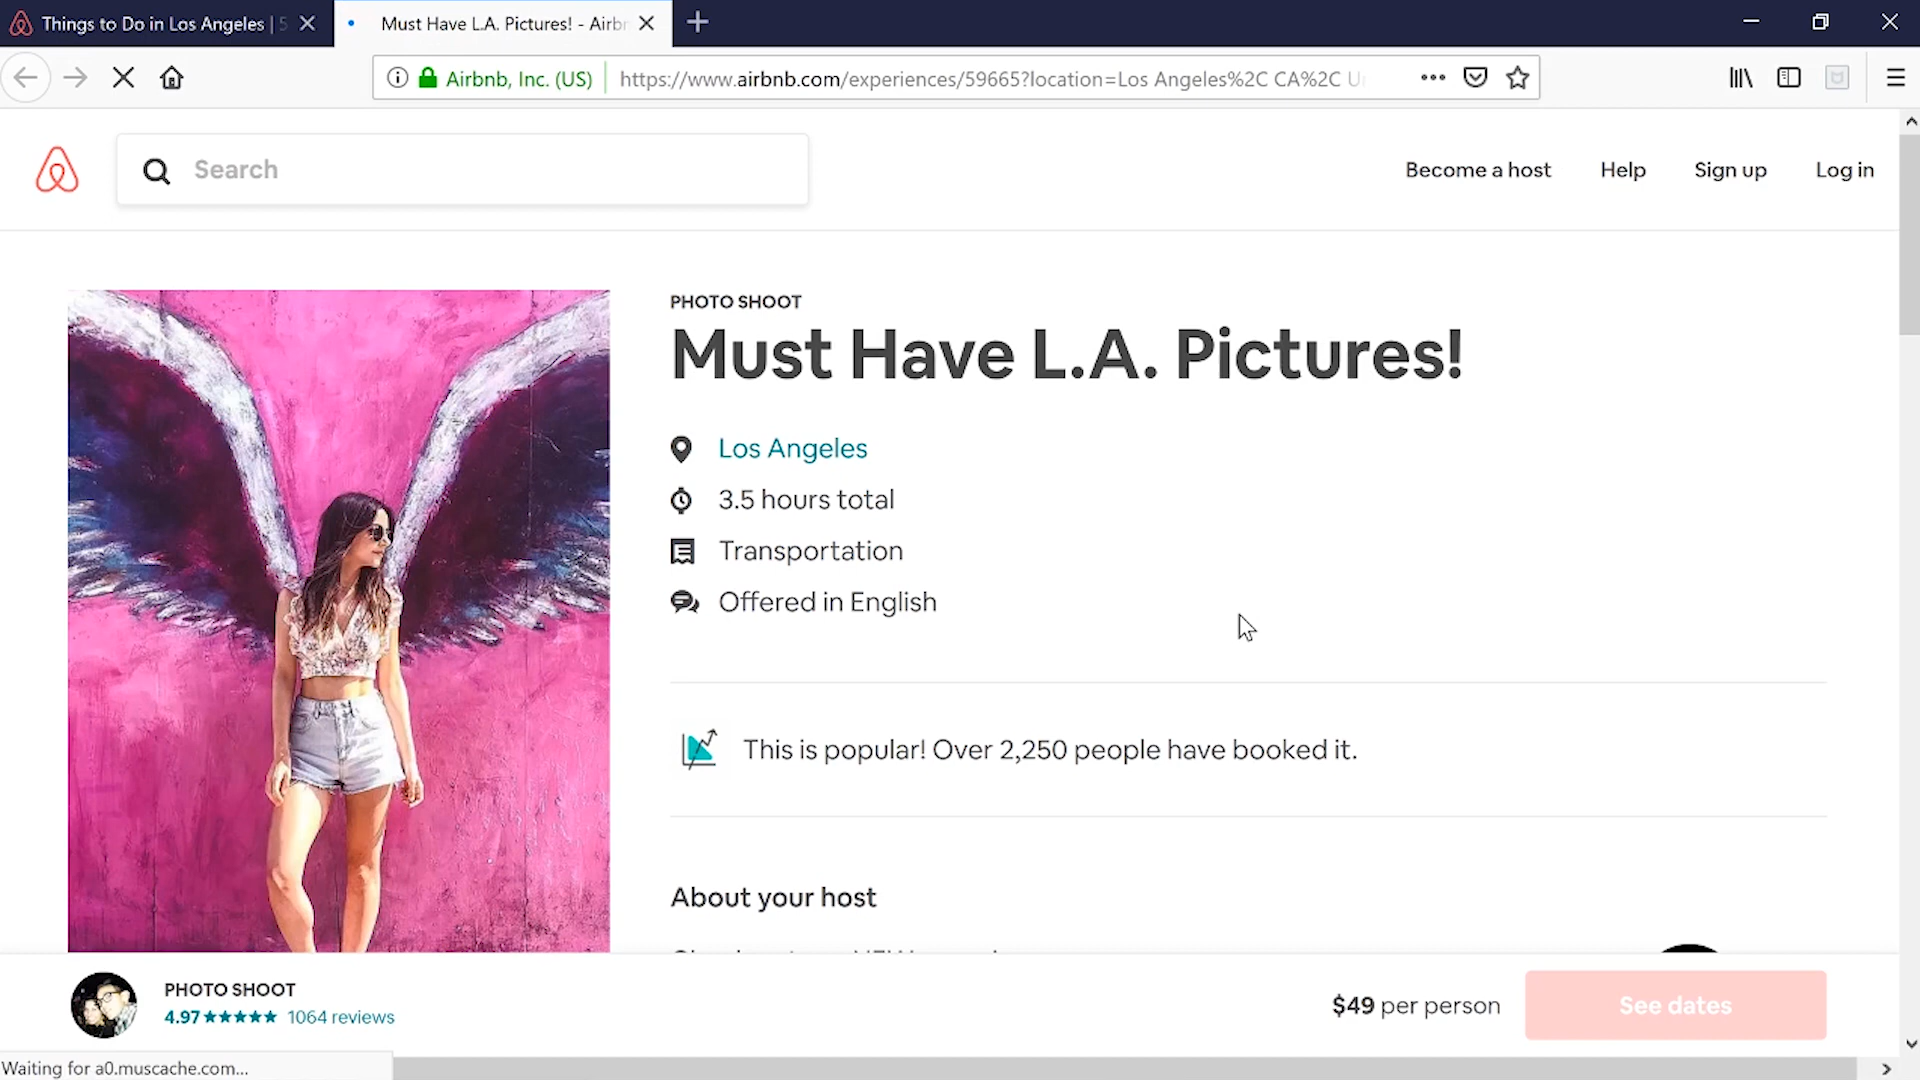 Things to Do in Los Angeles | 5
Must Have L.A. Pictures! - Airbn
Airbnb, Inc. (US)
https://www.airbnb.com/experiences/59665?location=Los Angeles%2C CA%2C U
Search
Become a host
Help
Sign up
Log in
PHOTO SHOOT
Must Have L.A. Pictures!
Los Angeles
3.5 hours total
Transportation
Offered in English
This is popular! Over 2,250 people have booked it.
About your host
PHOTO SHOOT
4.97★★★★★ 1064 reviews
$49 per person
See dates
Waiting for a0.muscache.com...